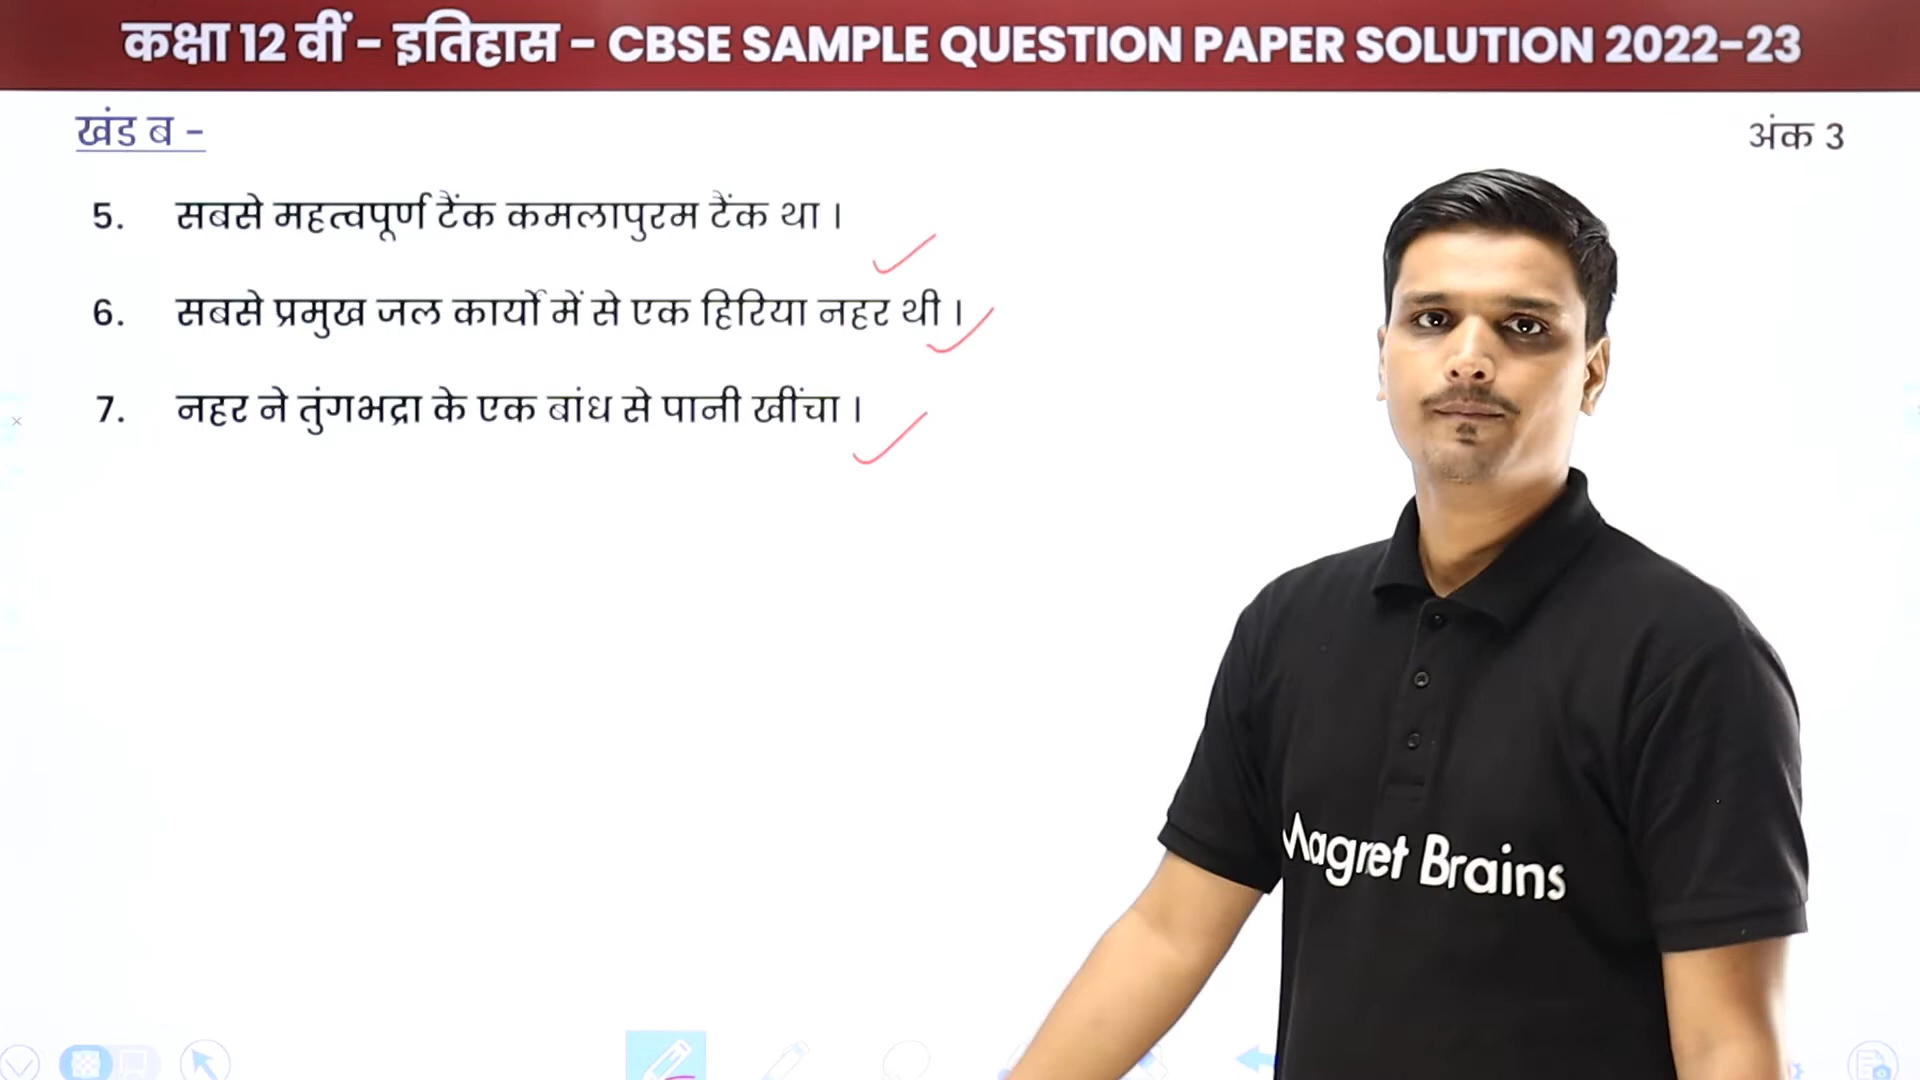 कक्षा 12 वीं - इतिहास - CBSE SAMPLE QUESTION PAPER SOLUTION 2022-23
खंड ब -
अंक 3
5. सबसे महत्वपूर्ण टैंक कमलापुरम टैंक था ।
6. सबसे प्रमुख जल कार्यों में से एक हिरिया नहर थी ।
7. नहर ने तुंगभद्रा के एक बांध से पानी खींचा ।
Magnet Brains